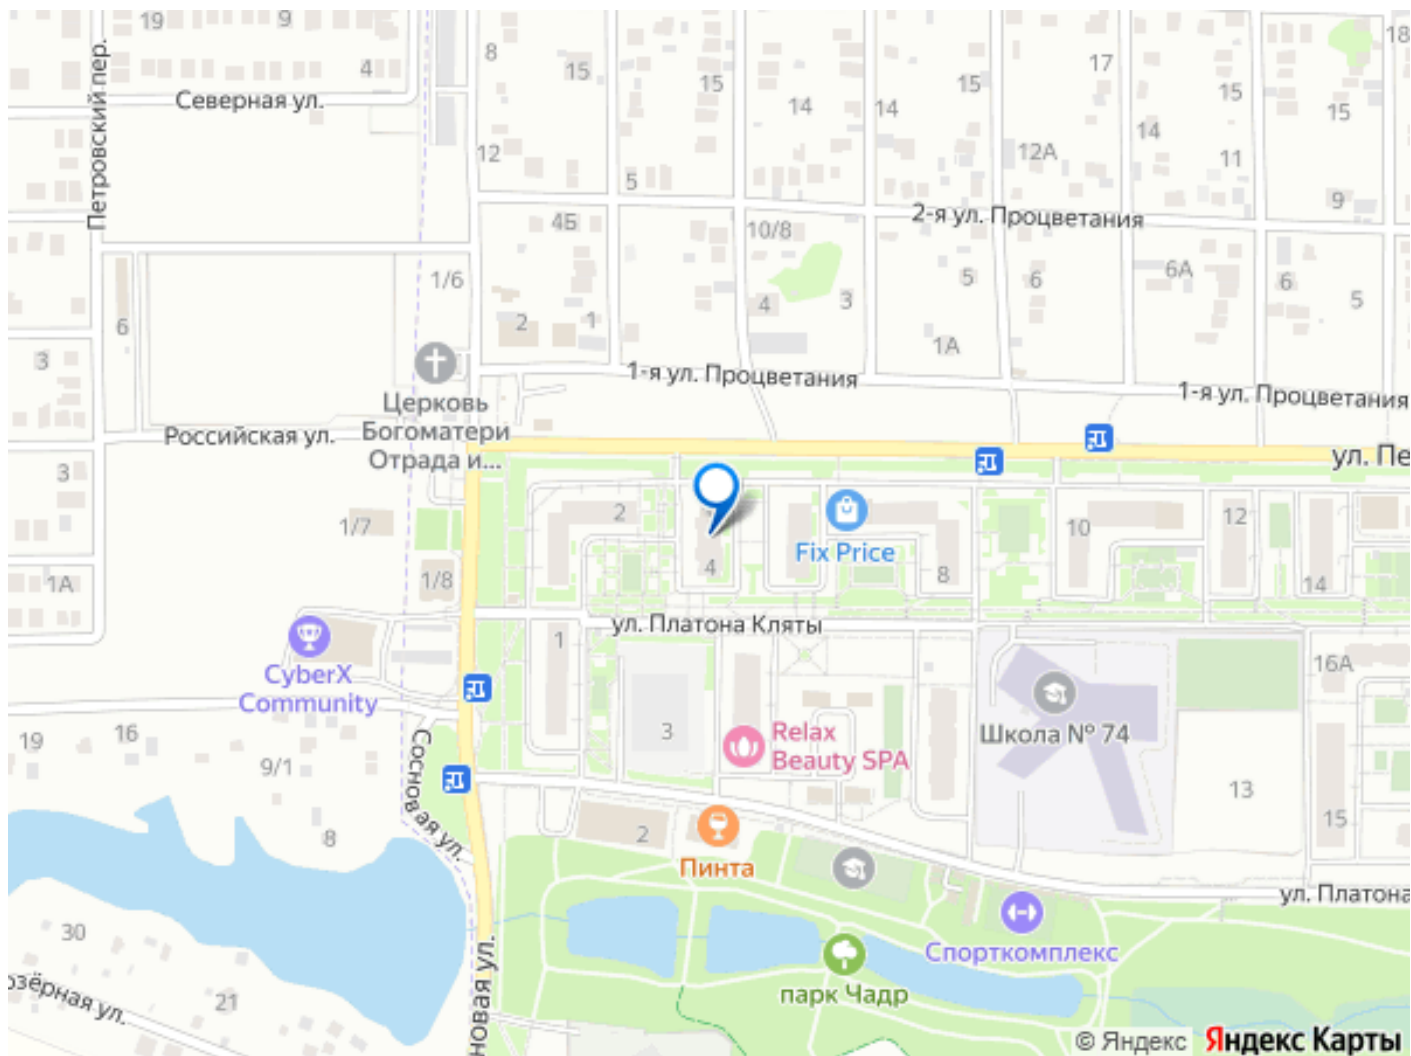 19
9
8
15
4
Северная ул.
Петровский пер.
15
14
14
15
17
15
18
15
14
12А
11
12
5
9
2-я ул. Процветания
4Б
10/8
1/6
5
6
6А
6
5
4
3
6
2
1
1А
3
1-я ул. Процветания
1-я ул. Процветания
Церковь
Богоматери
Отрада и...
Российская ул.
ул. Пе
3
1/7
2
Fix Price
10
12
4
8
14
1А
1/8
ул. Платона Кляты
1
CyberX
Community
16А
3
Relax
Beauty SPA
Школа № 74
19
16
9/1
Сосновая ул.
13
15
8
2
Пинта
ул. Платона
30
Спорткомплекс
парк Чадр
21
озёрная ул.
новая ул.
© Яндекс Яндекс Карты